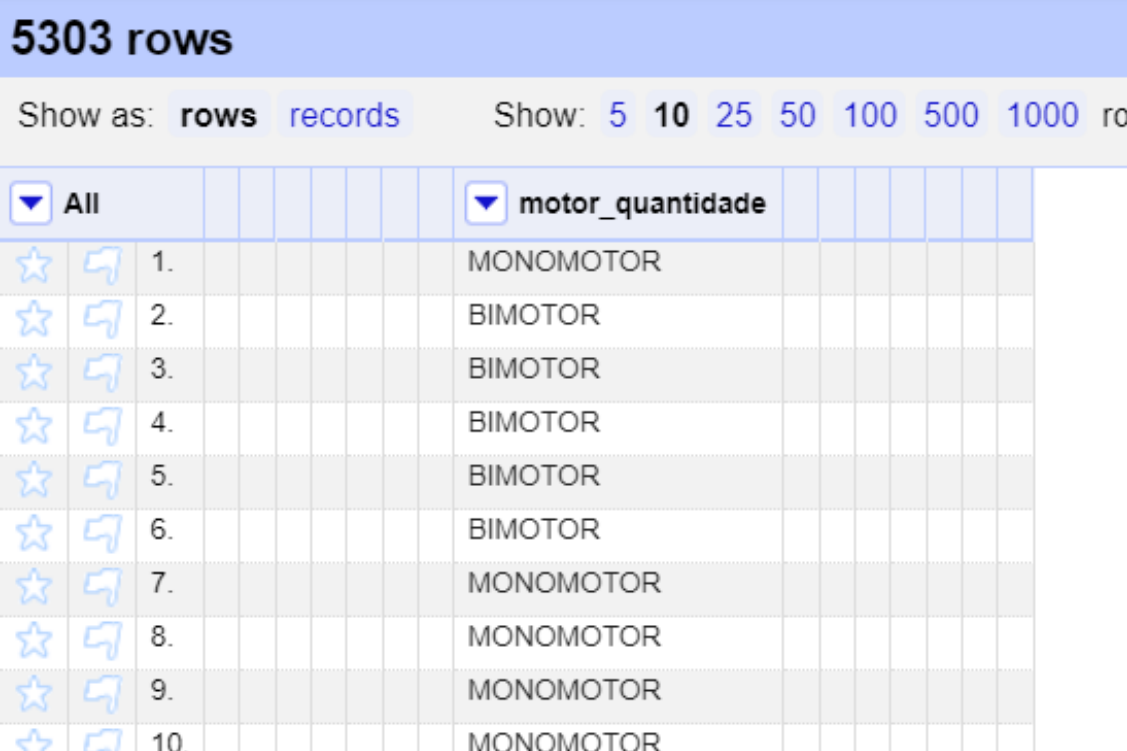 5303 rows
Show as: rows records Show: 5 10 25 50 100 500 1000
All motor_quantidade
1. MONOMOTOR
2. BIMOTOR
3. BIMOTOR
4. BIMOTOR
5. BIMOTOR
6. BIMOTOR
7. MONOMOTOR
8. MONOMOTOR
9. MONOMOTOR
10. MONOMOTOR